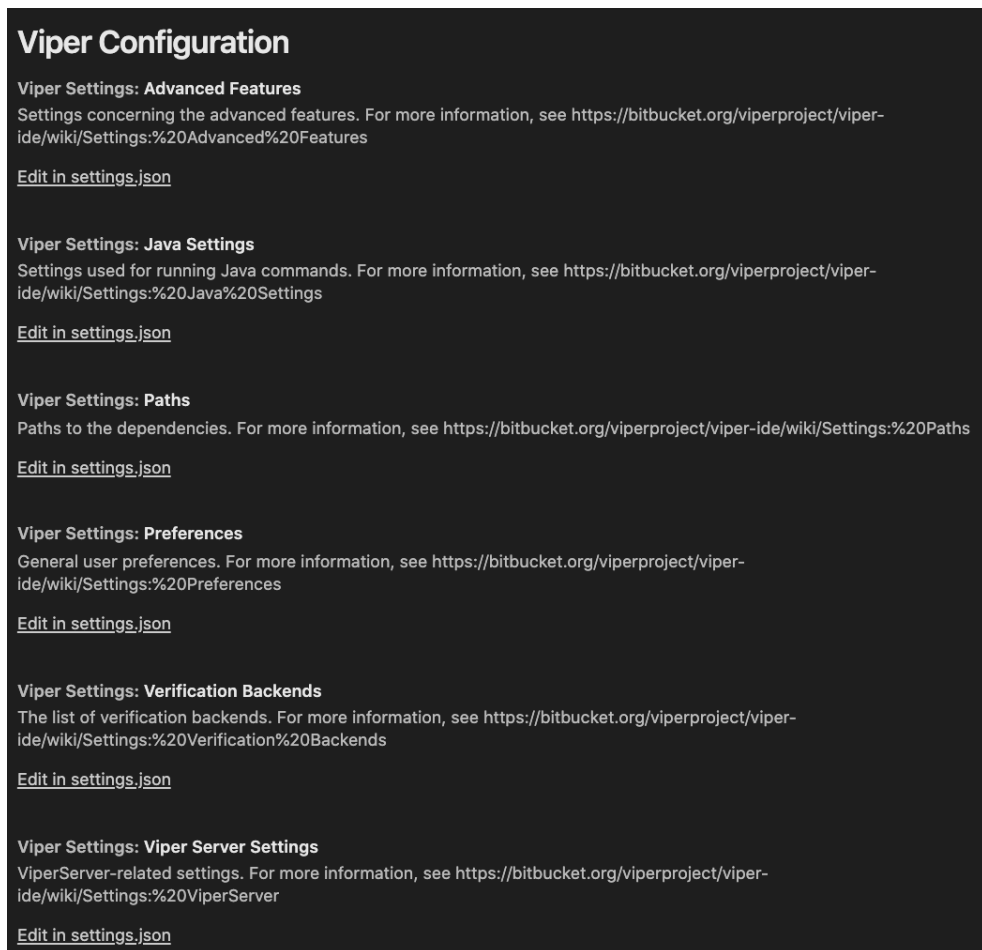 Viper Configuration
Viper Settings: Advanced Features
Settings concerning the advanced features. For more information, see https://bitbucket.org/viperproject/viper-
ide/wiki/Settings:%20Advanced%20Features
Edit in settings.json
Viper Settings: Java Settings
Settings used for running Java commands. For more information, see https://bitbucket.org/viperproject/viper-
ide/wiki/Settings:%20Java%20Settings
Edit in settings.json
Viper Settings: Paths
Paths to the dependencies. For more information, see https://bitbucket.org/viperproject/viper-ide/wiki/Settings:%20Paths
Edit in settings.json
Viper Settings: Preferences
General user preferences. For more information, see https://bitbucket.org/viperproject/viper-
ide/wiki/Settings:%20Preferences
Edit in settings.json
Viper Settings: Verification Backends
The list of verification backends. For more information, see https://bitbucket.org/viperproject/viper-
ide/wiki/Settings:%20Verification%20Backends
Edit in settings.json
Viper Settings: Viper Server Settings
ViperServer-related settings. For more information, see https://bitbucket.org/viperproject/viper-
ide/wiki/Settings:%20ViperServer
Edit in settings.json